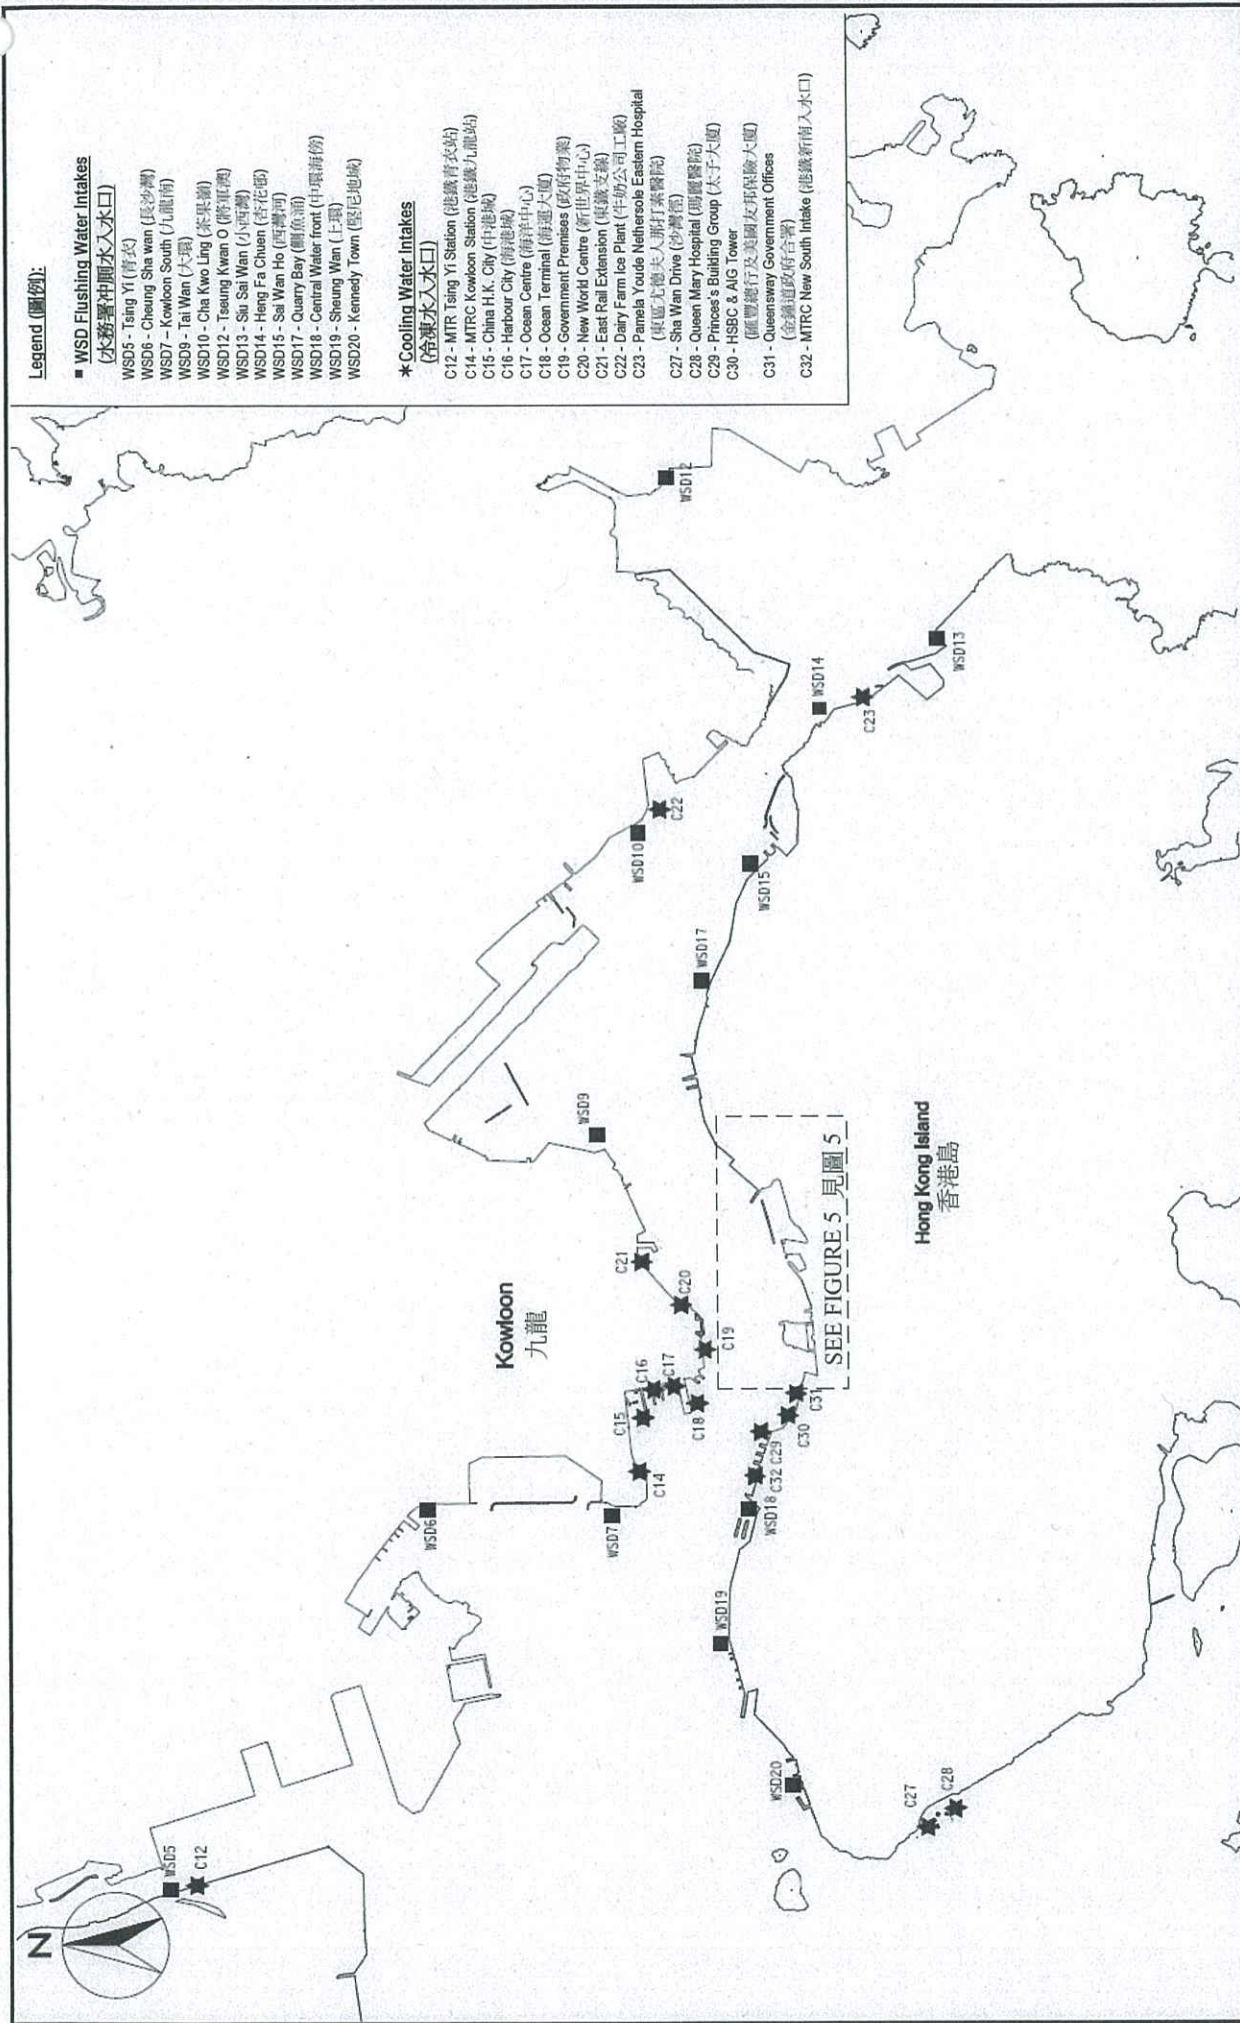 Legend (圖例):
■ WSD Flushing Water Intakes
(水務署沖廁水入水口)
WSD5 - Tsing Yi (青衣)
WSD6 - Cheung Sha wan (長沙灣)
WSD7 - Kowloon South (九龍南)
WSD9 - Tai Wan (大環)
WSD10 - Cha Kwo Ling (茶果嶺)
WSD12 - Tseung Kwan O (將軍澳)
WSD13 - Siu Sai Wan (小西灣)
WSD14 - Heng Fa Chuen (杏花邨)
WSD15 - Sai Wan Ho (西灣河)
WSD17 - Quarry Bay (鰂魚涌)
WSD18 - Central Water front (中環海傍)
WSD19 - Sheung Wan (上環)
WSD20 - Kennedy Town (堅尼地城)
* Cooling Water Intakes
(冷凍水入水口)
C12 - MTR Tsing Yi Station (港鐵青衣站)
C14 - MTRC Kowloon Station (港鐵九龍站)
C15 - China H.K. City (中港城)
C16 - Harbour City (海港城)
C17 - Ocean Centre (海洋中心)
C18 - Ocean Terminal (海運大廈)
C19 - Government Premises (政府物業)
C20 - New World Centre (新世界中心)
C21 - East Rail Extension (東鐵支線)
C22 - Dairy Farm Ice Plant (牛奶公司工廠)
C23 - Pamela Youde Nethersole Eastern Hospital
(東區尤德夫人那打素醫院)
C27 - Sha Wan Drive (沙灣徑)
C28 - Queen Mary Hospital (瑪麗醫院)
C29 - Princes's Building Group (太子大廈)
C30 - HSBC & AIG Tower
(匯豐總行及美國友邦保險大廈)
C31 - Queensway Government Offices
(金鐘道政府合署)
C32 - MTRC New South Intake (港鐵新南入水口)
N
WSD5
C12
WSD6
WSD7
C14
C15
C16
C17
C18
C19
C20
C21
Kowloon
九龍
WSD9
WSD10
C22
WSD12
WSD13
C23
WSD14
WSD15
WSD17
SEE FIGURE 5 見圖 5
C31
C30
C29
C32
WSD18
WSD19
WSD20
C27
C28
Hong Kong Island
香港島